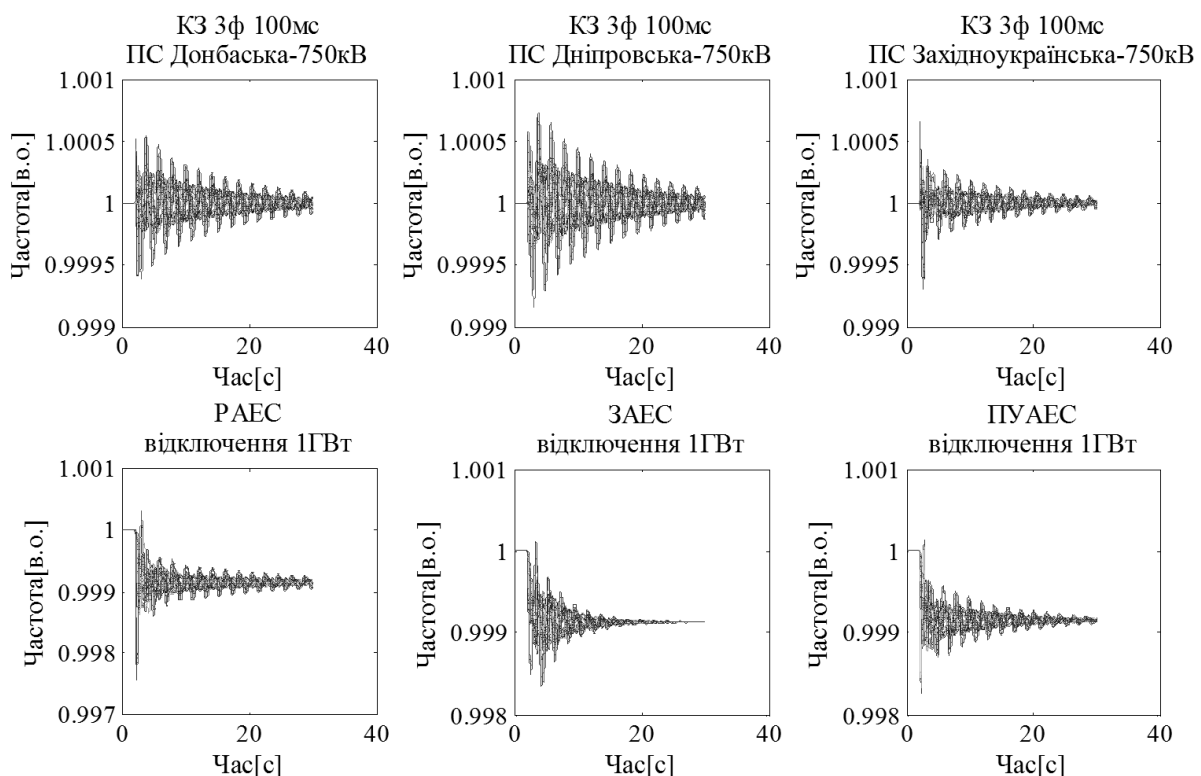 КЗ 3ф 100мс
ПС Донбаська-750кВ
1.001
1.0005
1
0.9995
0.999
Частота[в.о.]
0
20
40
Час[с]
КЗ 3ф 100мс
ПС Дніпровська-750кВ
1.001
1.0005
1
0.9995
0.999
Частота[в.о.]
0
20
40
Час[с]
КЗ 3ф 100мс
ПС Західноукраїнська-750кВ
1.001
1.0005
1
0.9995
0.999
Частота[в.о.]
0
20
40
Час[с]
РАЕС
відключення 1ГВт
1.001
1
0.999
0.998
0.997
Частота[в.о.]
0
20
40
Час[с]
ЗАЕС
відключення 1ГВт
1.001
1
0.999
0.998
Частота[в.о.]
0
20
40
Час[с]
ПУАЕС
відключення 1ГВт
1.001
1
0.999
0.998
Частота[в.о.]
0
20
40
Час[с]